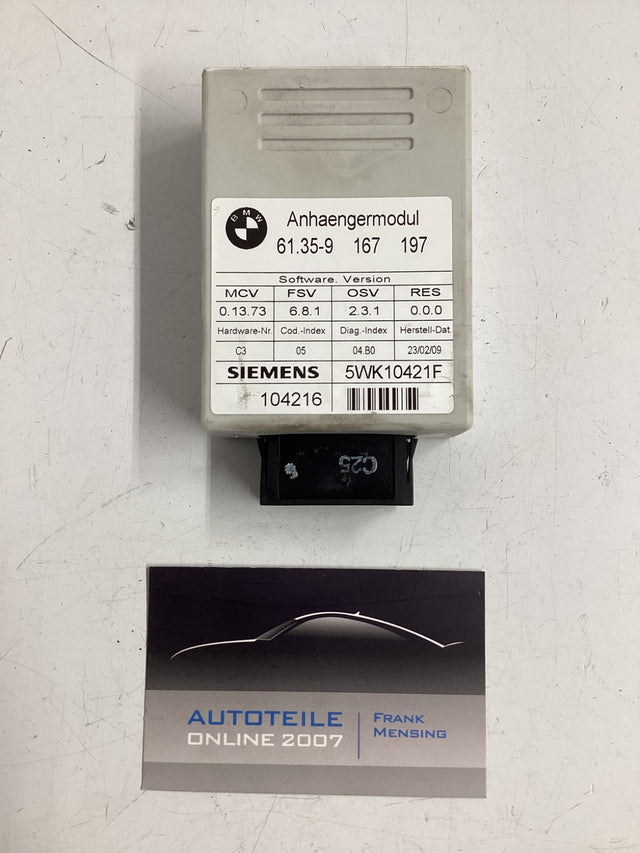 BMW
Anhaengermodul
61.35-9 167 197
Software. Version
MCV FSV OSV RES
0.13.73 6.8.1 2.3.1 0.0.0
Hardware-Nr. Cod.-Index Diag.-Index Herstell-Dat.
C3 05 04.B0 23/02/09
SIEMENS 5WK10421F
104216
C25
AUTOTEILE
ONLINE 2007
FRANK
MENSING